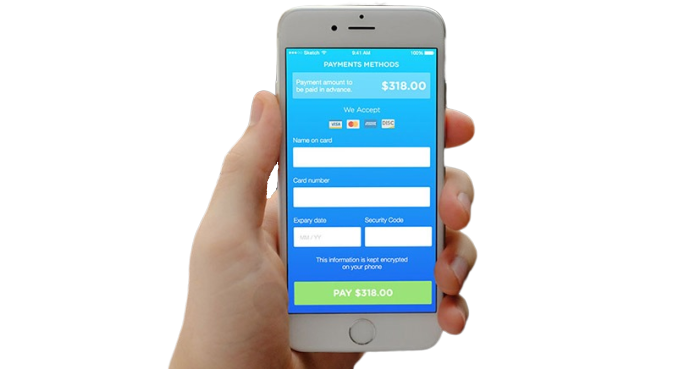 Sketch 9:41 AM 100%
PAYMENTS METHODS
Payment amount to
be paid in advance. $318.00
We Accept
VISA DISC
Name on card
Card number
Expary date Security Code
MM / YY
This information is kept encrypted
on your phone
PAY $318.00